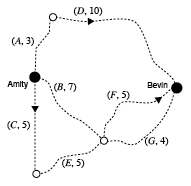 (D, 10)
(A, 3)
Amity
(B, 7)
Bevin
(F, 5)
(C, 5)
(G, 4)
(E, 5)